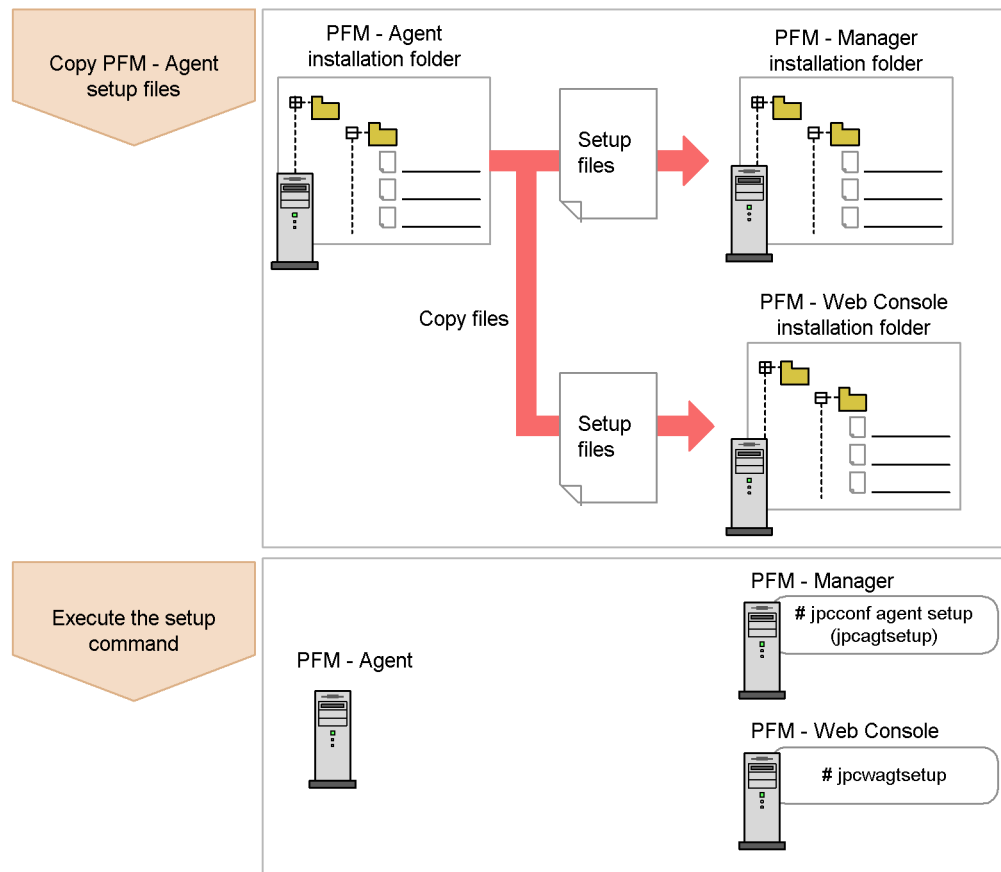 Copy PFM - Agent
setup files
PFM - Agent
installation folder
PFM - Manager
installation folder
Setup
files
Copy files
PFM - Web Console
installation folder
Setup
files
Execute the setup
command
PFM - Agent
PFM - Manager
# jpcconf agent setup
(jpcagtsetup)
PFM - Web Console
# jpcwagtsetup